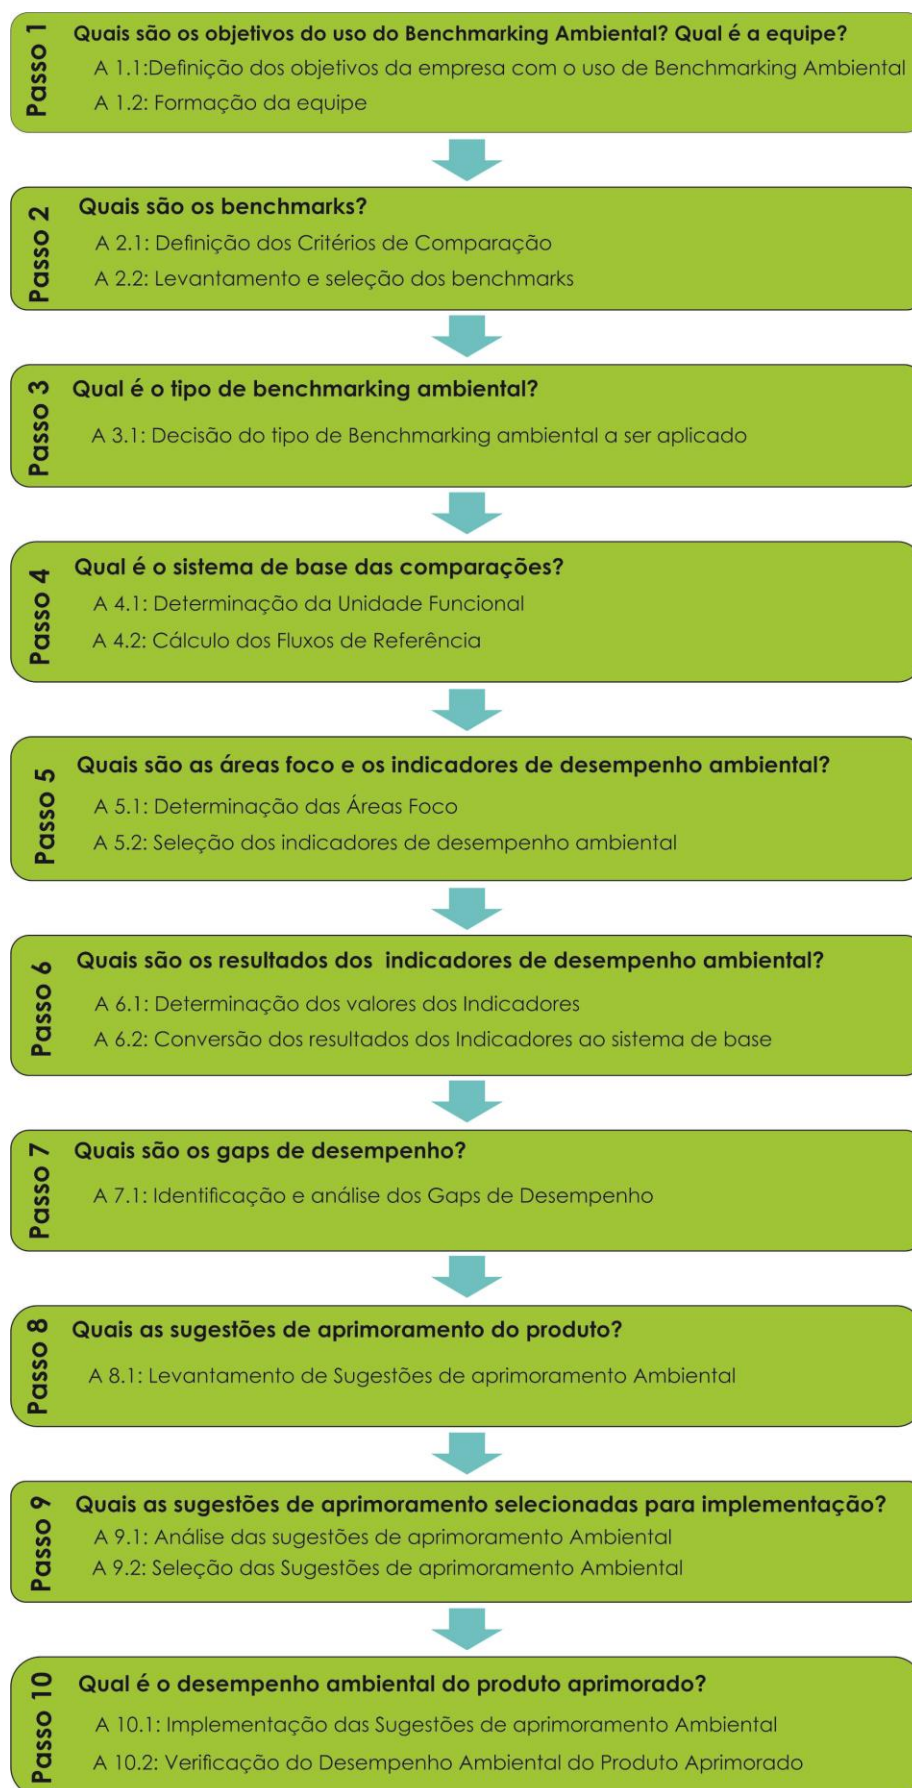 Passo 1
Quais são os objetivos do uso do Benchmarking Ambiental? Qual é a equipe?
A 1.1:Definição dos objetivos da empresa com o uso de Benchmarking Ambiental
A 1.2: Formação da equipe
Passo 2
Quais são os benchmarks?
A 2.1: Definição dos Critérios de Comparação
A 2.2: Levantamento e seleção dos benchmarks
Passo 3
Qual é o tipo de benchmarking ambiental?
A 3.1: Decisão do tipo de Benchmarking ambiental a ser aplicado
Passo 4
Qual é o sistema de base das comparações?
A 4.1: Determinação da Unidade Funcional
A 4.2: Cálculo dos Fluxos de Referência
Passo 5
Quais são as áreas foco e os indicadores de desempenho ambiental?
A 5.1: Determinação das Áreas Foco
A 5.2: Seleção dos indicadores de desempenho ambiental
Passo 6
Quais são os resultados dos indicadores de desempenho ambiental?
A 6.1: Determinação dos valores dos Indicadores
A 6.2: Conversão dos resultados dos Indicadores ao sistema de base
Passo 7
Quais são os gaps de desempenho?
A 7.1: Identificação e análise dos Gaps de Desempenho
Passo 8
Quais as sugestões de aprimoramento do produto?
A 8.1: Levantamento de Sugestões de aprimoramento Ambiental
Passo 9
Quais as sugestões de aprimoramento selecionadas para implementação?
A 9.1: Análise das sugestões de aprimoramento Ambiental
A 9.2: Seleção das Sugestões de aprimoramento Ambiental
Passo 10
Qual é o desempenho ambiental do produto aprimorado?
A 10.1: Implementação das Sugestões de aprimoramento Ambiental
A 10.2: Verificação do Desempenho Ambiental do Produto Aprimorado